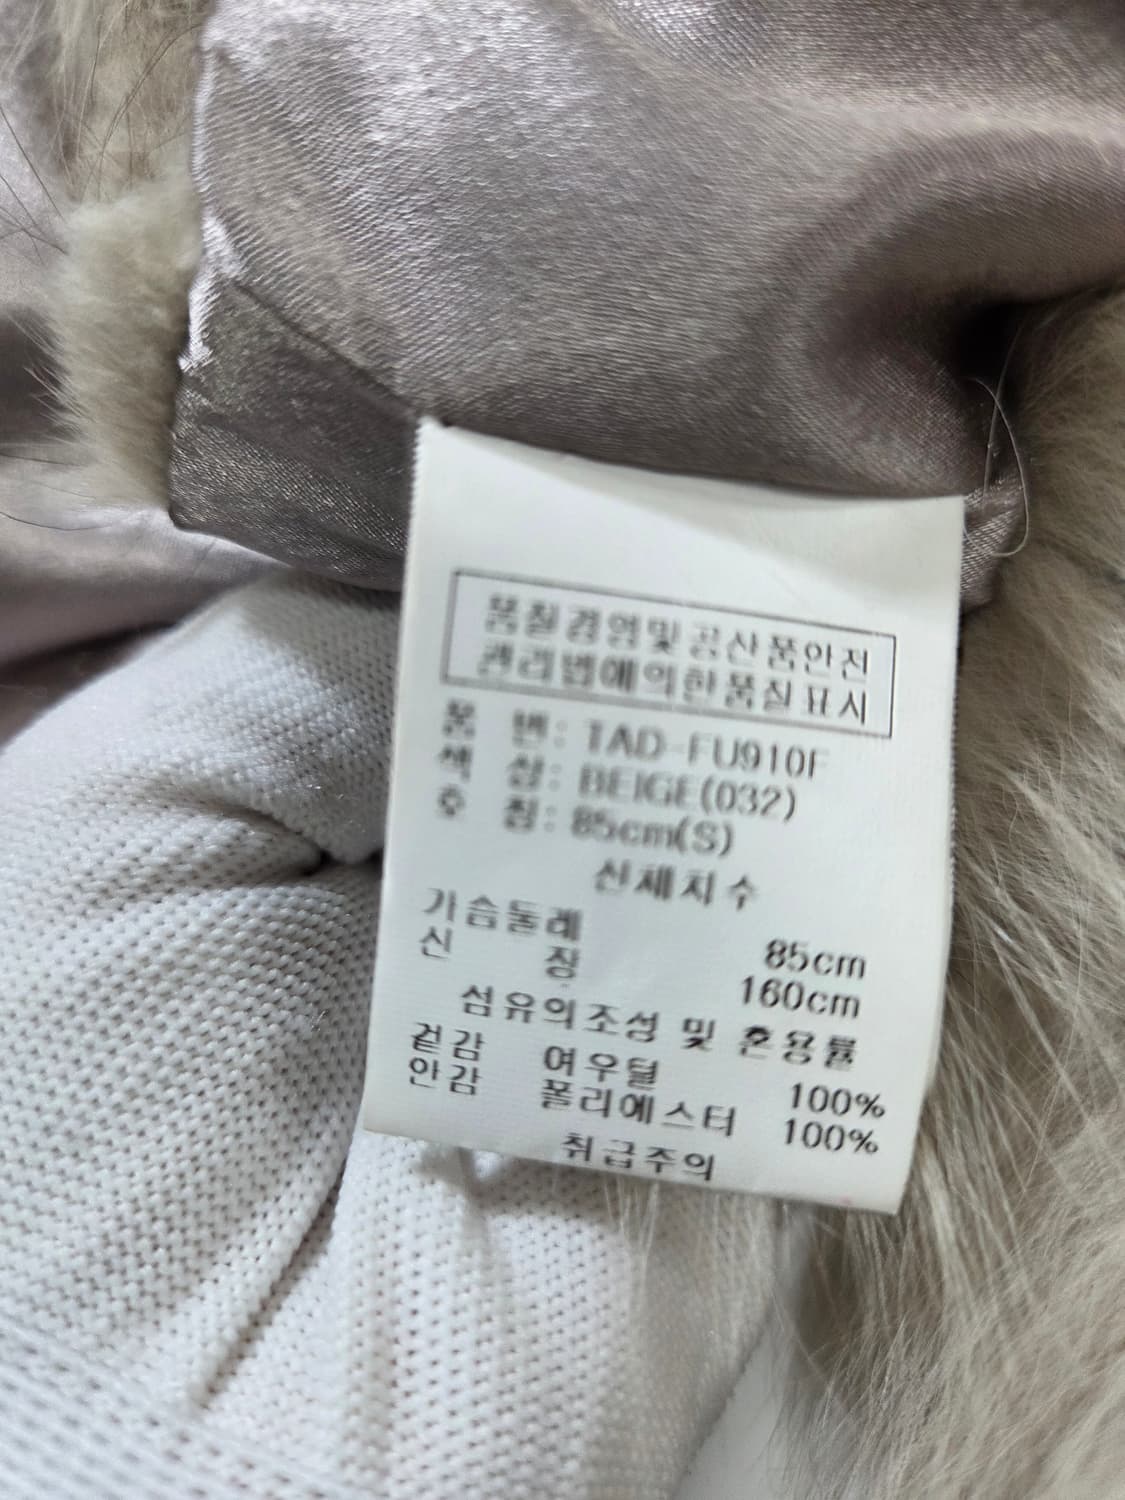 품질경영및공산품안전
관리법에의한품질표시
품 번: TAD-FU910F
색 상: BEIGE(032)
호 칭: 85cm(S)
신체치수
가슴둘레 85cm
신 장 160cm
섬유의조성 및 혼용률
겉감 여우털 100%
안감 폴리에스터 100%
취급주의